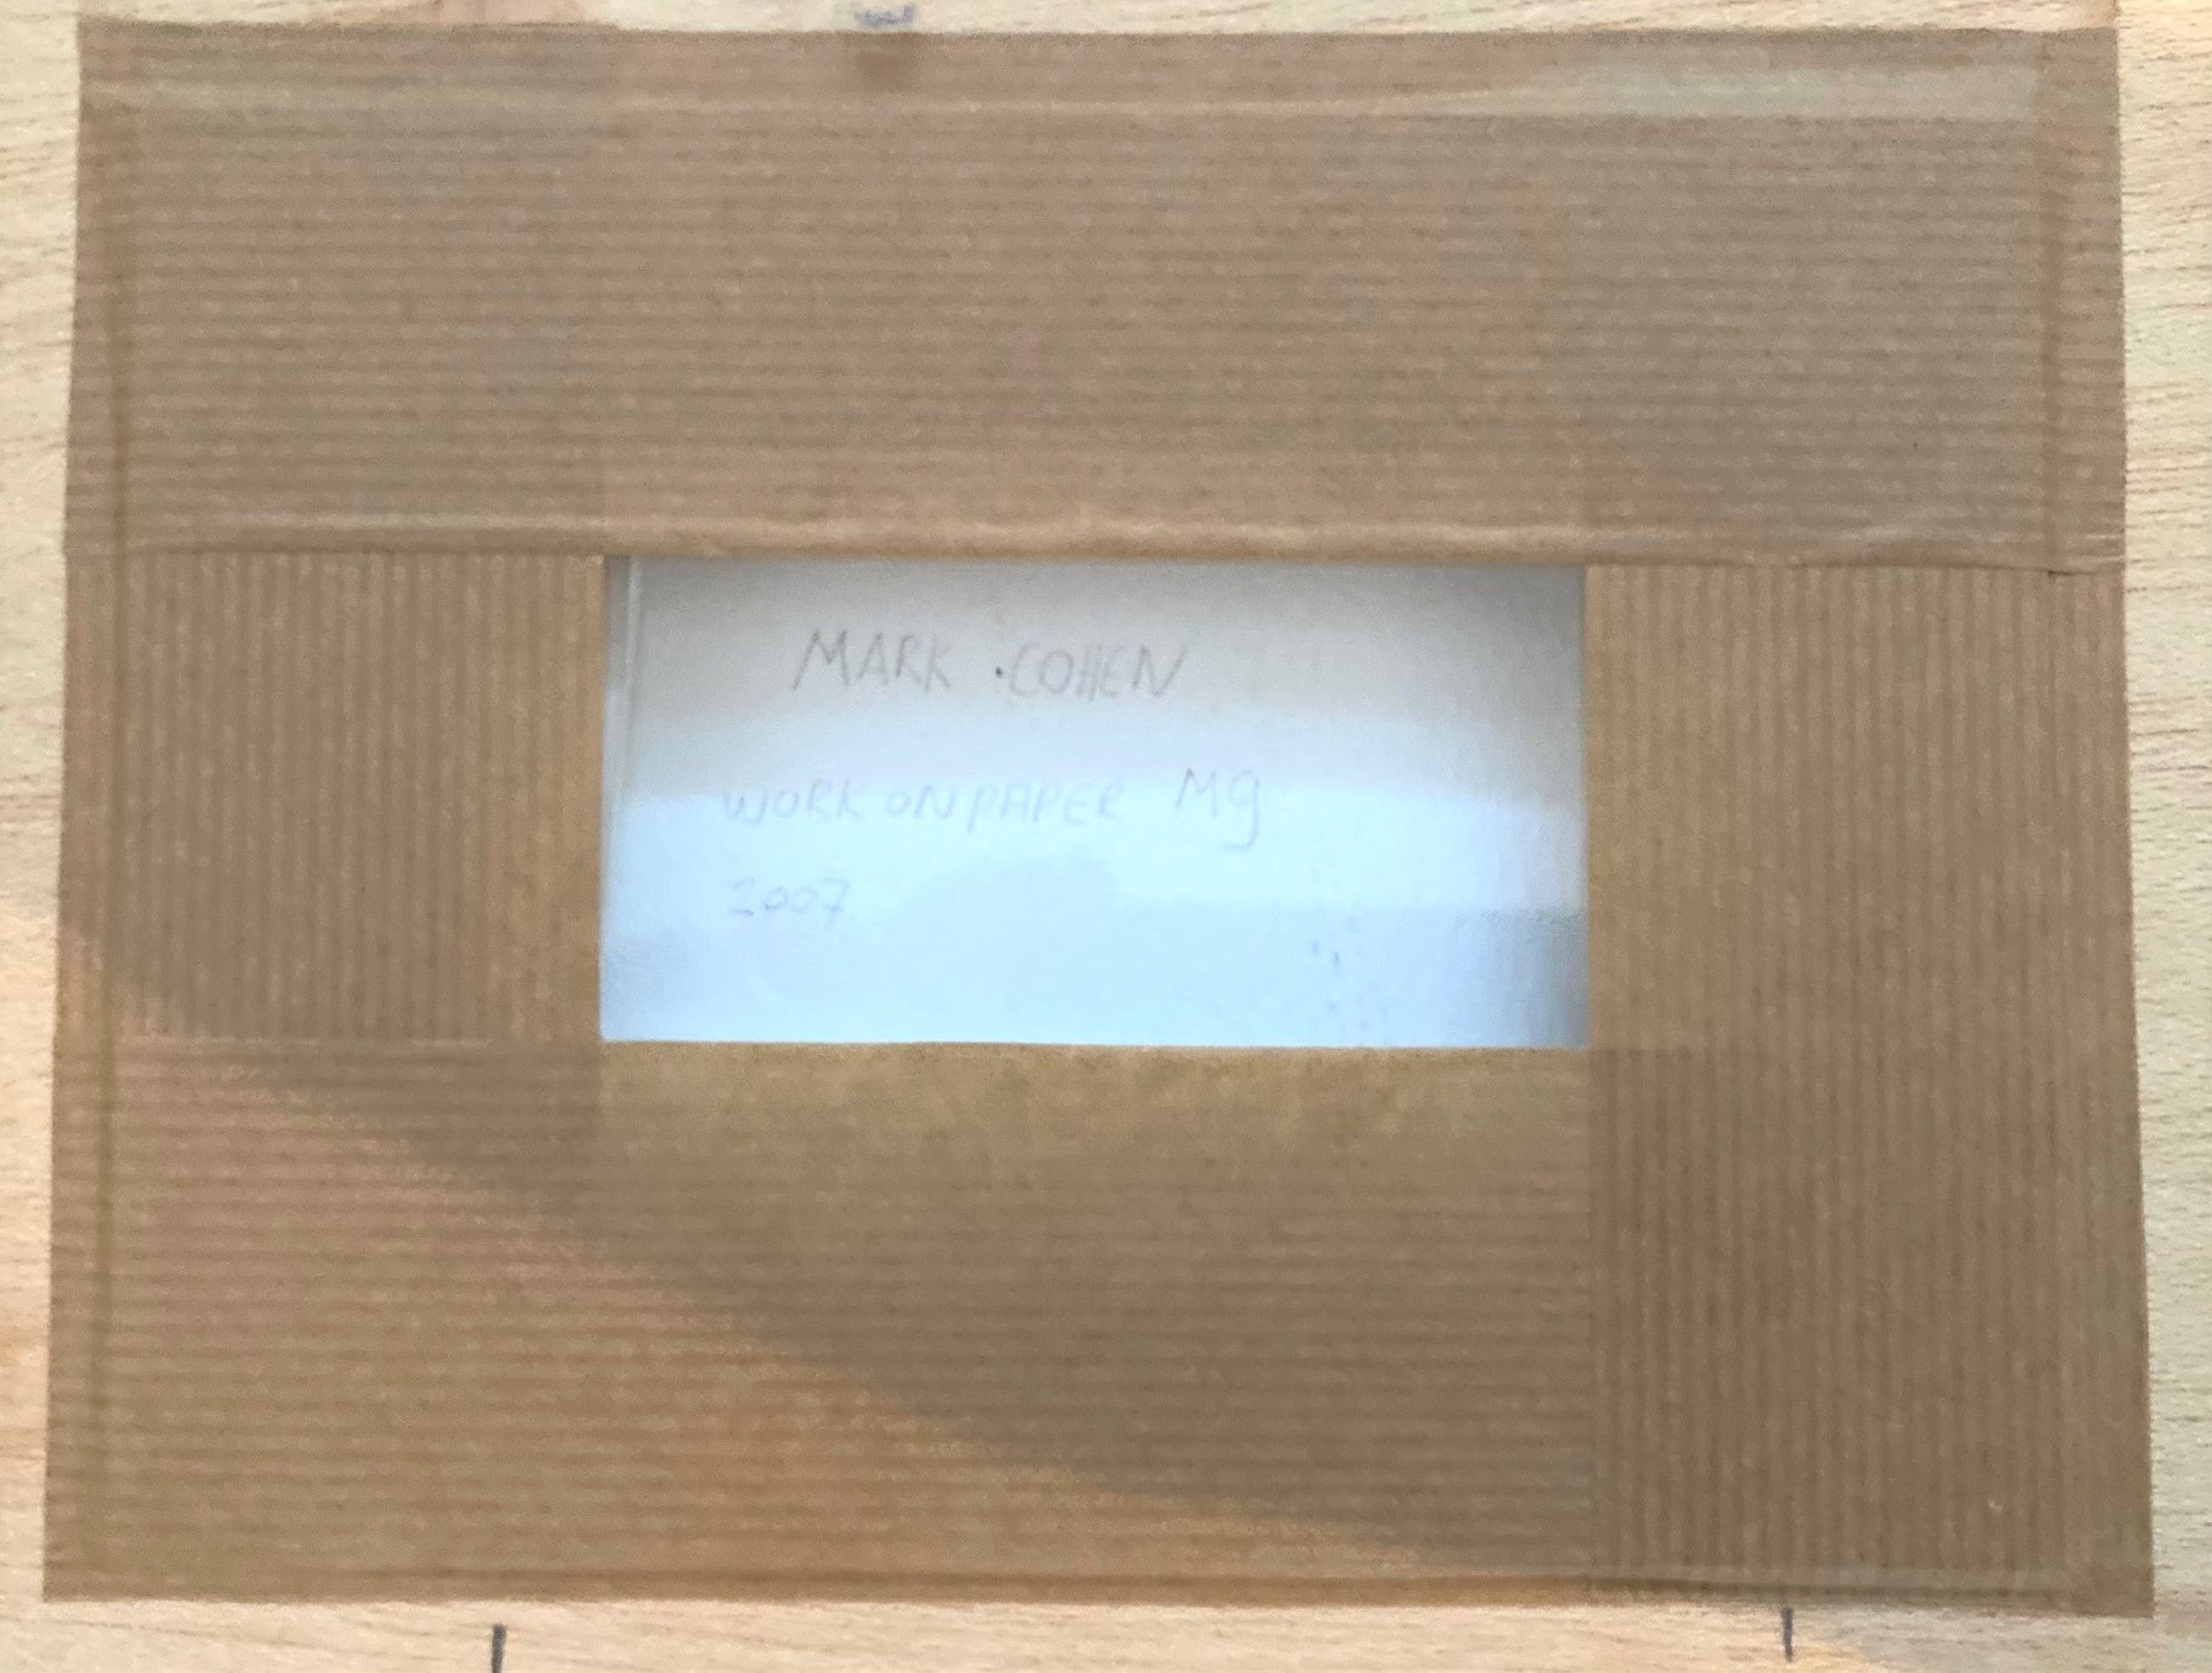 MARK COHEN
WORK ON PAPER M9
2007